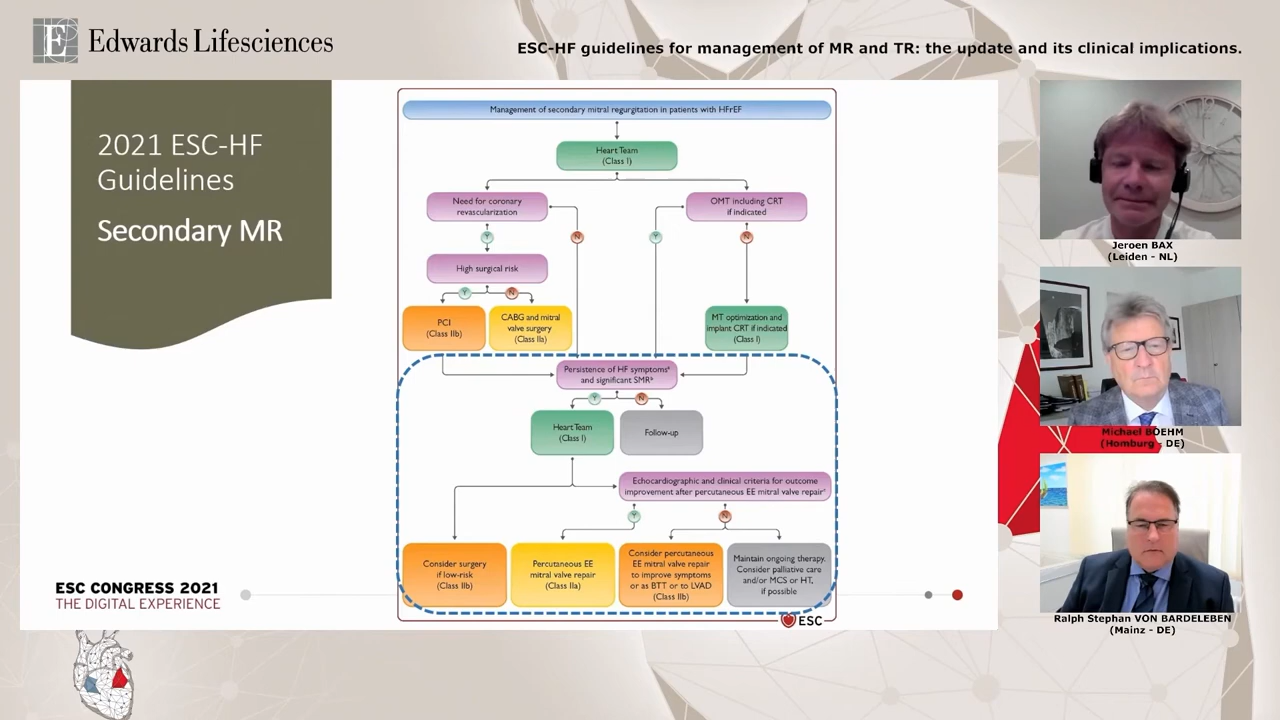 E Edwards Lifesciences
ESC-HF guidelines for management of MR and TR: the update and its clinical implications.
2021 ESC-HF
Guidelines
Secondary MR
Management of secondary mitral regurgitation in patients with HFrEF
Heart Team
(Class I)
Need for coronary
revascularization
OMT including CRT
if indicated
Y
N
Y
N
High surgical risk
Y
N
PCI
(Class IIb)
CABG and mitral
valve surgery
(Class IIa)
MT optimization and
implant CRT if indicated
(Class I)
Persistence of HF symptomsᵃ
and significant SMRᵇ
Y
N
Heart Team
(Class I)
Follow-up
Echocardiographic and clinical criteria for outcome
improvement after percutaneous EE mitral valve repairᶜ
Y
N
Consider surgery
if low-risk
(Class IIb)
Percutaneous EE
mitral valve repair
(Class IIa)
Consider percutaneous
EE mitral valve repair
to improve symptoms
or as BTT or to LVAD
(Class IIb)
Maintain ongoing therapy.
Consider palliative care
and/or MCS or HT,
if possible
ESC
ESC CONGRESS 2021
THE DIGITAL EXPERIENCE
Jeroen BAX
(Leiden - NL)
Michael BOEHM
(Homburg - DE)
Ralph Stephan VON BARDELEBEN
(Mainz - DE)